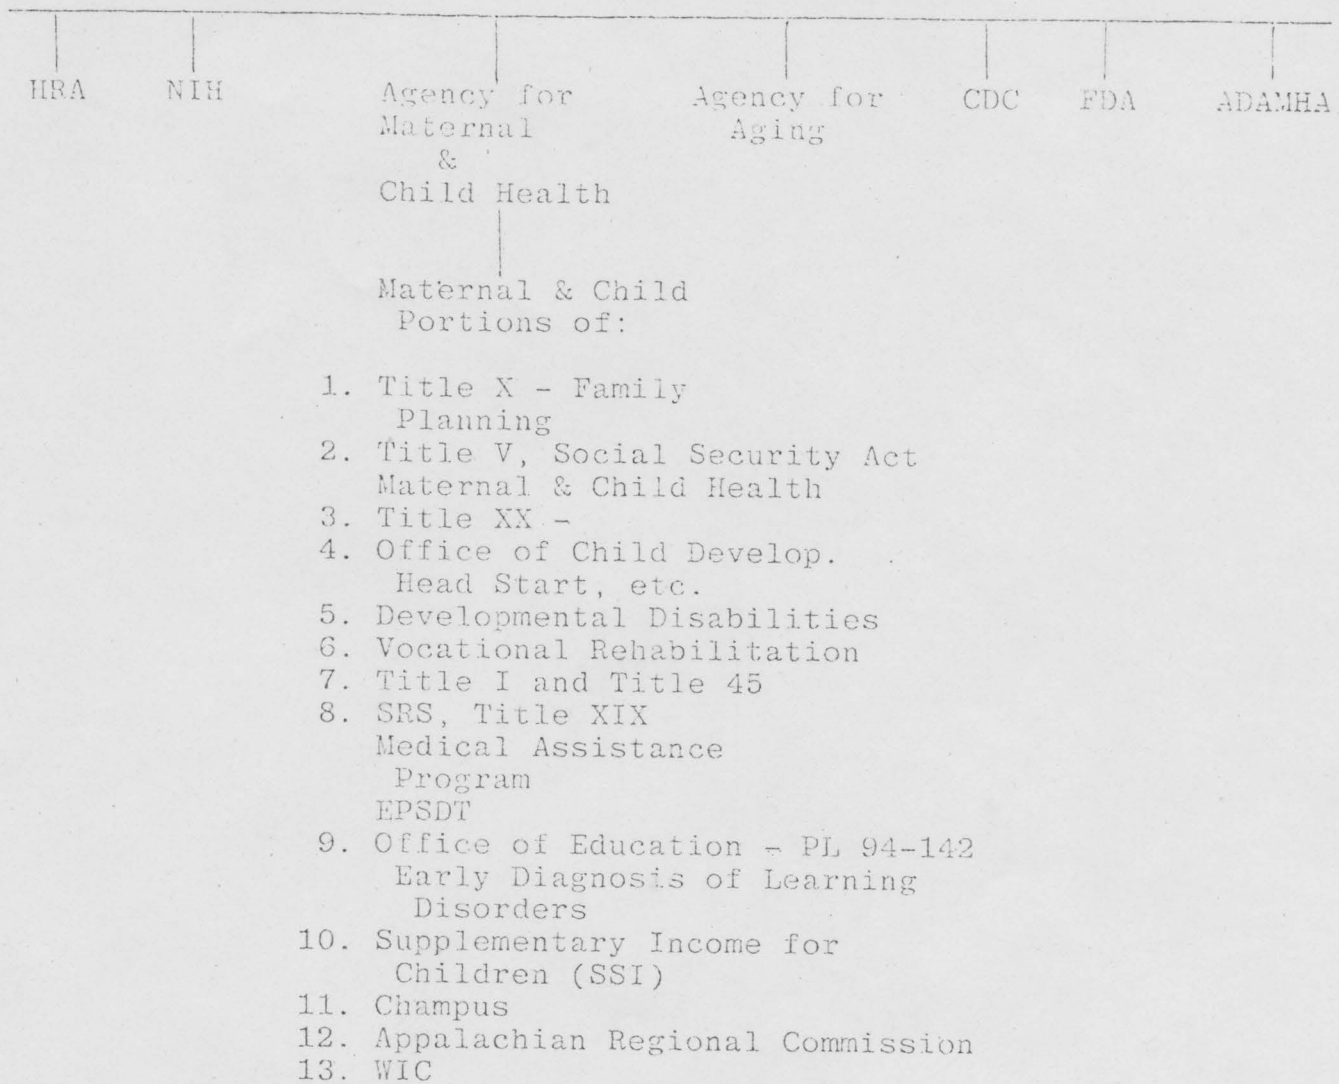 HRA NIH Agency for Agency for CDC FDA ADAMHA
Maternal Aging
&
Child Health
Maternal & Child
Portions of:
1. Title X - Family
Planning
2. Title V, Social Security Act
Maternal & Child Health
3. Title XX -
4. Office of Child Develop.
Head Start, etc.
5. Developmental Disabilities
6. Vocational Rehabilitation
7. Title I and Title 45
8. SRS, Title XIX
Medical Assistance
Program
EPSDT
9. Office of Education - PL 94-142
Early Diagnosis of Learning
Disorders
10. Supplementary Income for
Children (SSI)
11. Champus
12. Appalachian Regional Commission
13. WIC